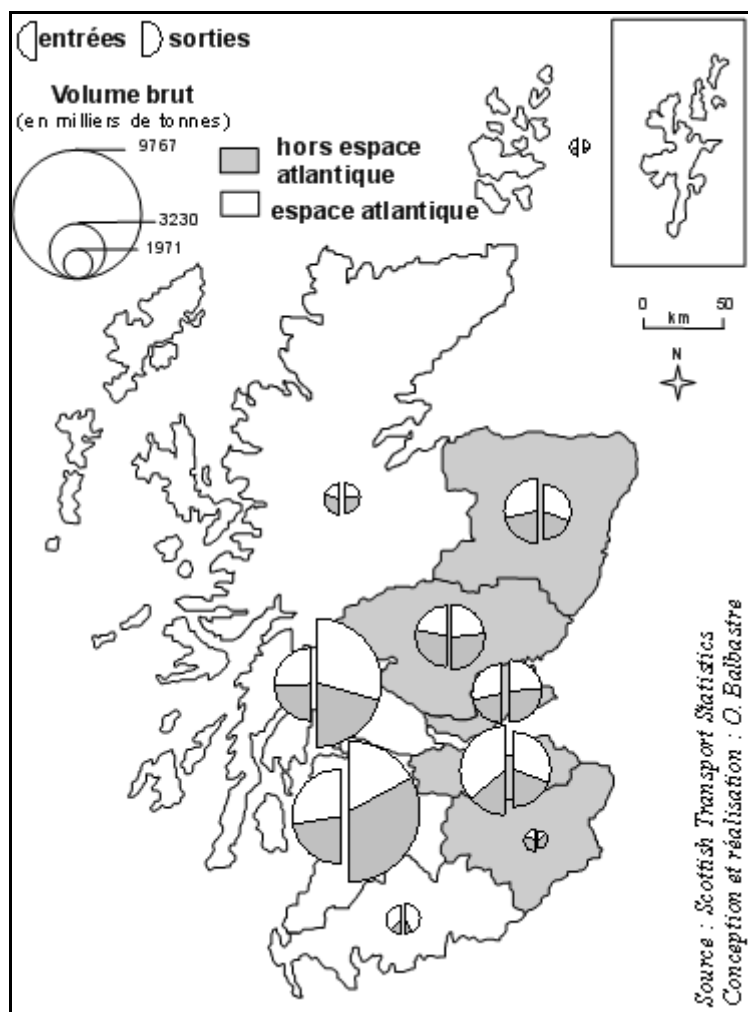 entrées sorties
Volume brut
(en milliers de tonnes)
9767
3230
1971
hors espace
atlantique
espace atlantique
0 50
km
N
Source : Scottish Transport Statistics
Conception et réalisation : O. Balbastre